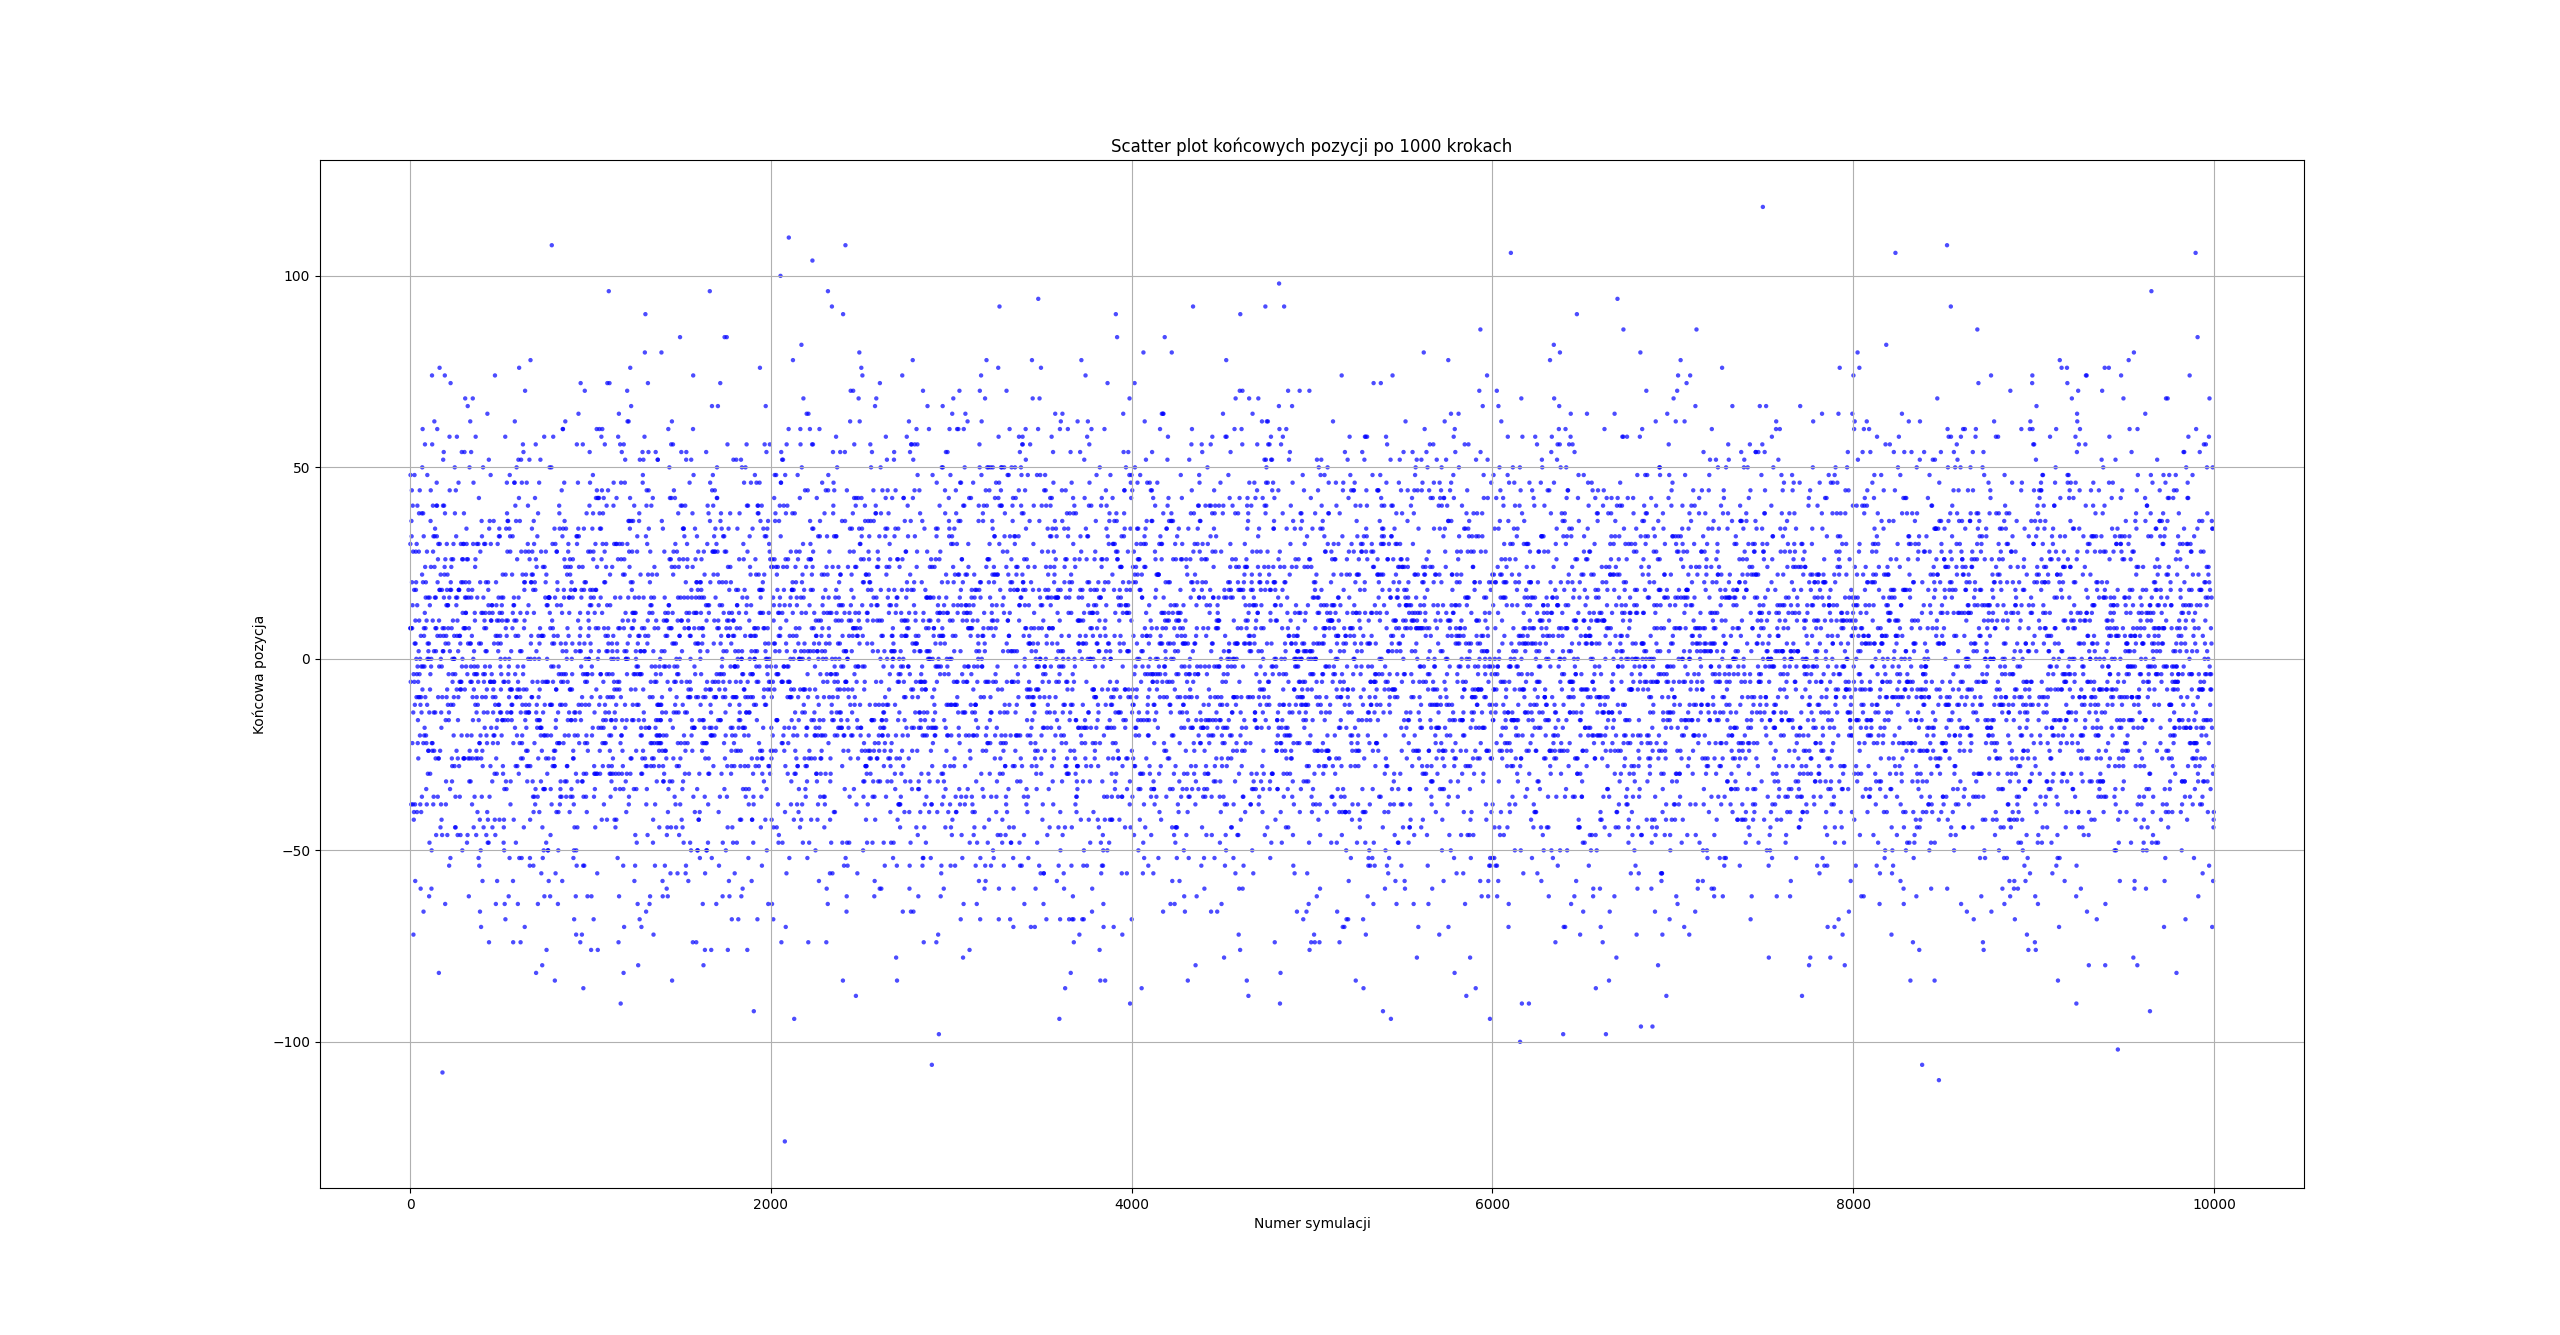 Scatter plot końcowych pozycji po 1000 krokach
100
50
0
−50
−100
Końcowa pozycja
0 2000 4000 6000 8000 10000
Numer symulacji